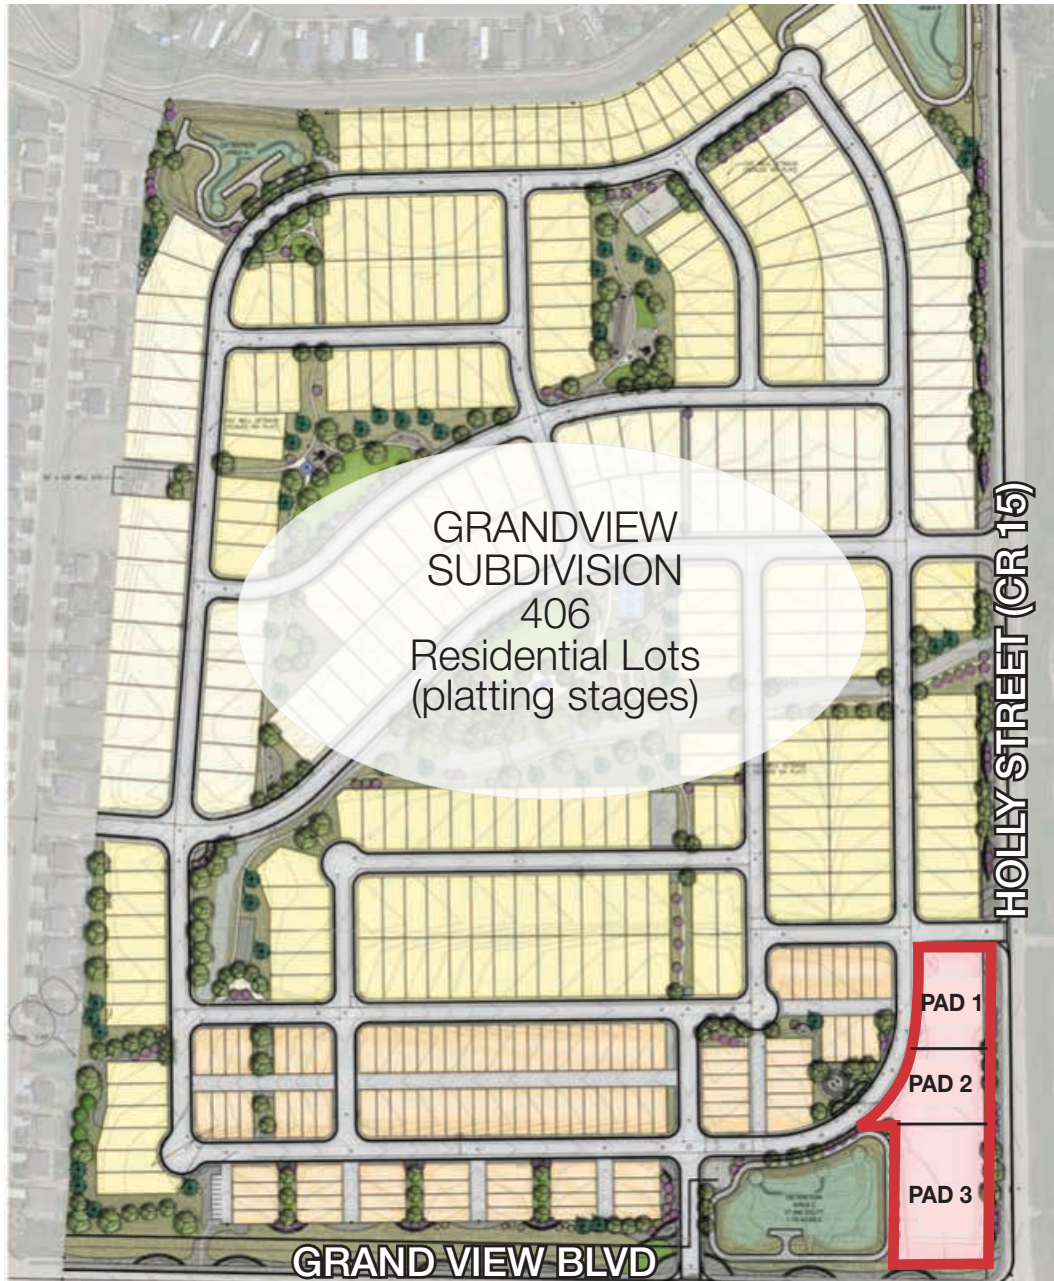 GRANDVIEW
SUBDIVISION
406
Residential Lots
(platting stages)
HOLLY STREET (CR 15)
PAD 1
PAD 2
PAD 3
GRAND VIEW BLVD